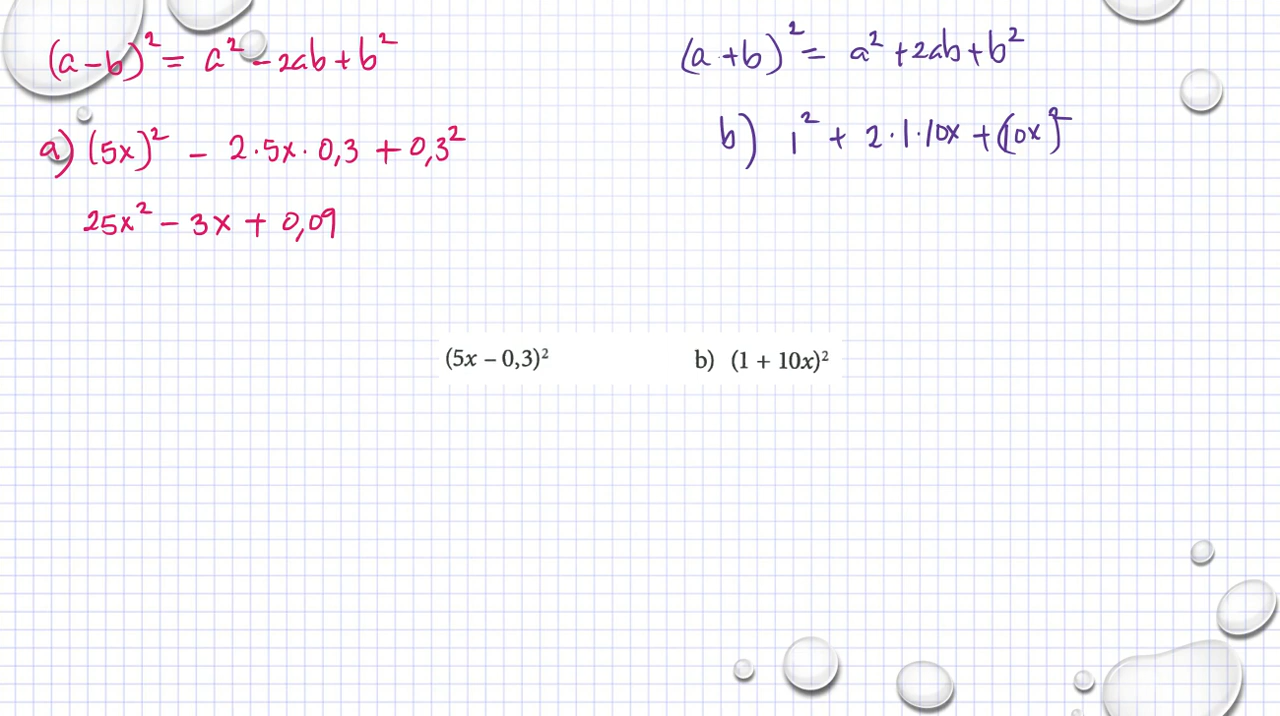 (a-b)² = a² - 2ab + b²
a) (5x)² - 2·5x·0,3 + 0,3²
25x² - 3x + 0,09
(a+b)² = a² + 2ab + b²
b) 1² + 2·1·10x + (10x)²
(5x – 0,3)²
b) (1 + 10x)²